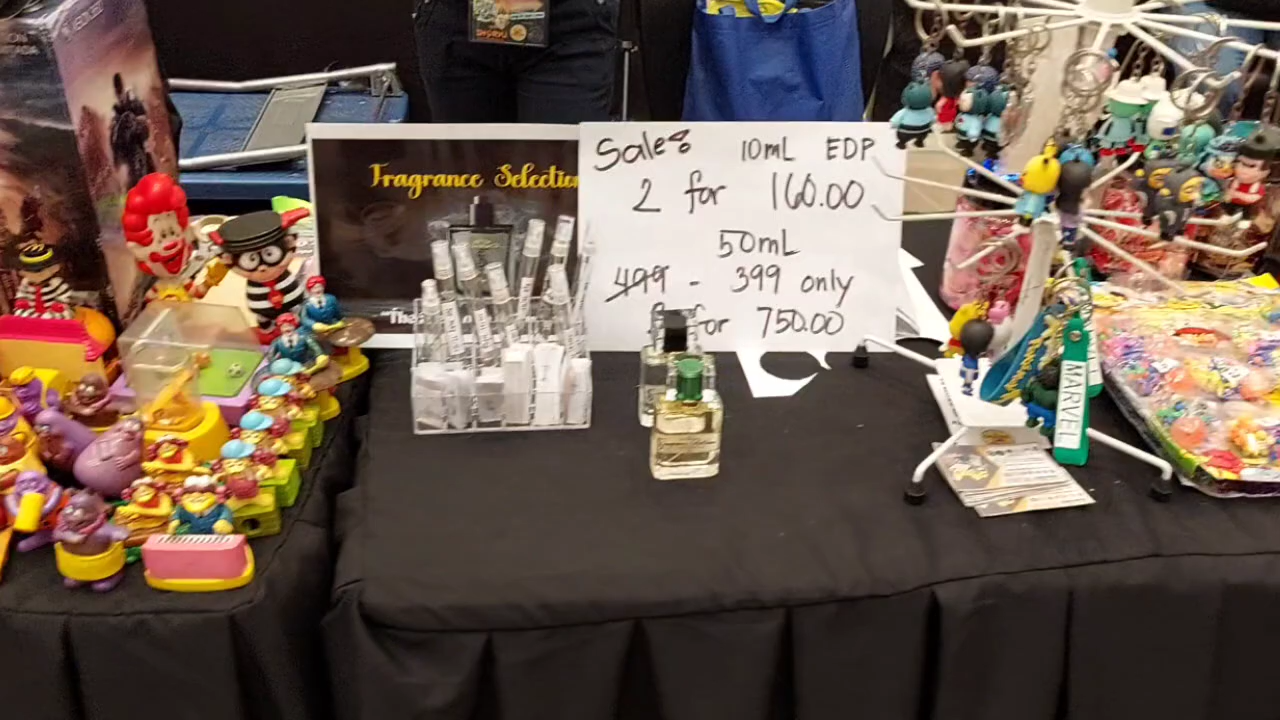 Fragrance Selection
Sale:
10mL EDP
2 for 160.00
50mL
499 - 399 only
for 750.00
MARVEL